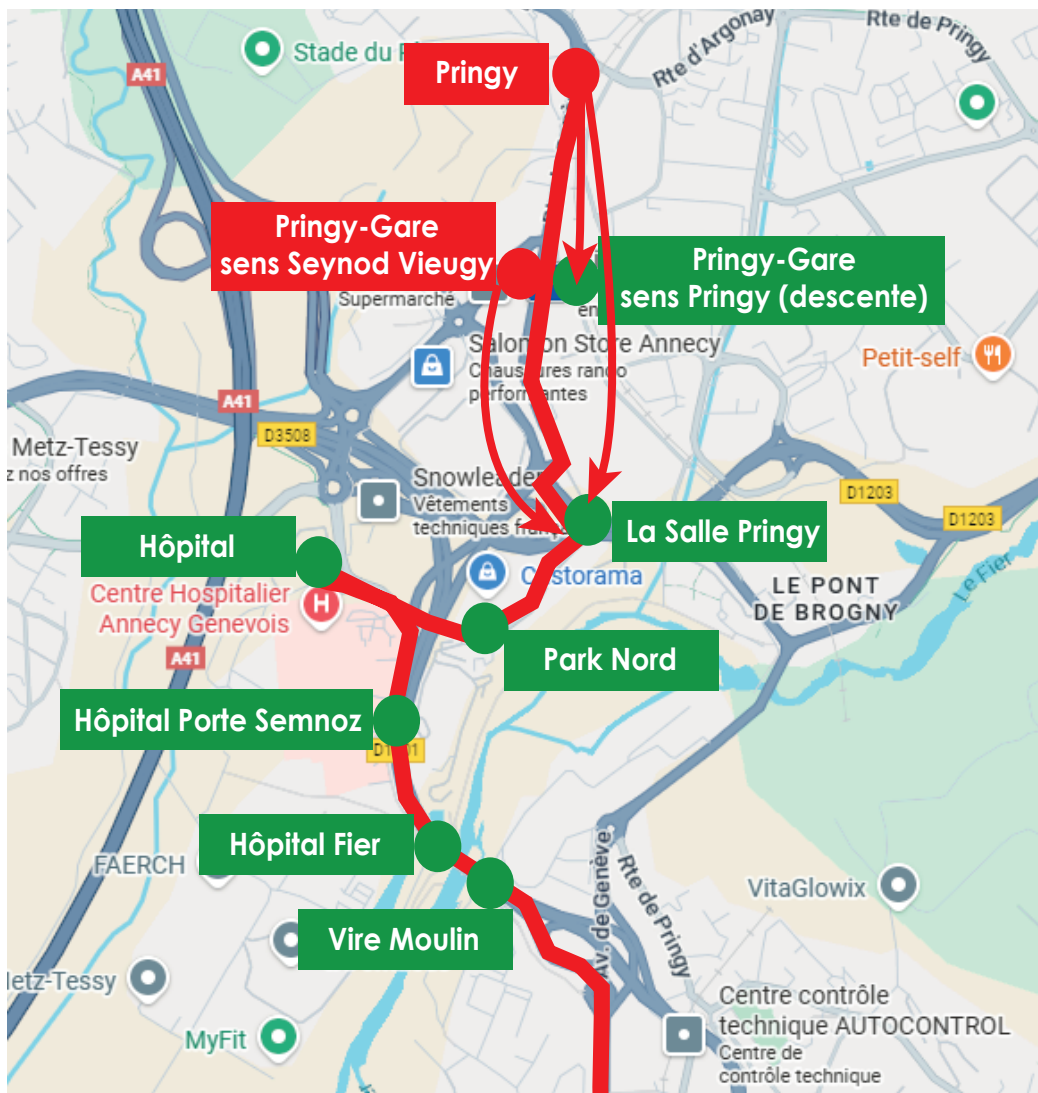 Rte de Pringy
Rte d'Argonay
Stade du
A41
Pringy
Pringy-Gare
sens Seynod Vieugy
Pringy-Gare
sens Pringy (descente)
Supermarché
en
Salomon Store Annecy
Chaussures rando
performantes
Petit-self
A41
D3508
Metz-Tessy
z nos offres
Snowleader
Vêtements
techniques frança
D1203
D1203
La Salle Pringy
Hôpital
Castorama
Le Fier
LE PONT
DE BROGNY
Centre Hospitalier
Annecy Genevois
H
A41
Park Nord
Hôpital Porte Semnoz
Hôpital Fier
FAERCH
Av. de Genève
Rte de Pringy
VitaGlowix
Vire Moulin
Metz-Tessy
MyFit
Centre contrôle
technique AUTOCONTROL
Centre de
contrôle technique